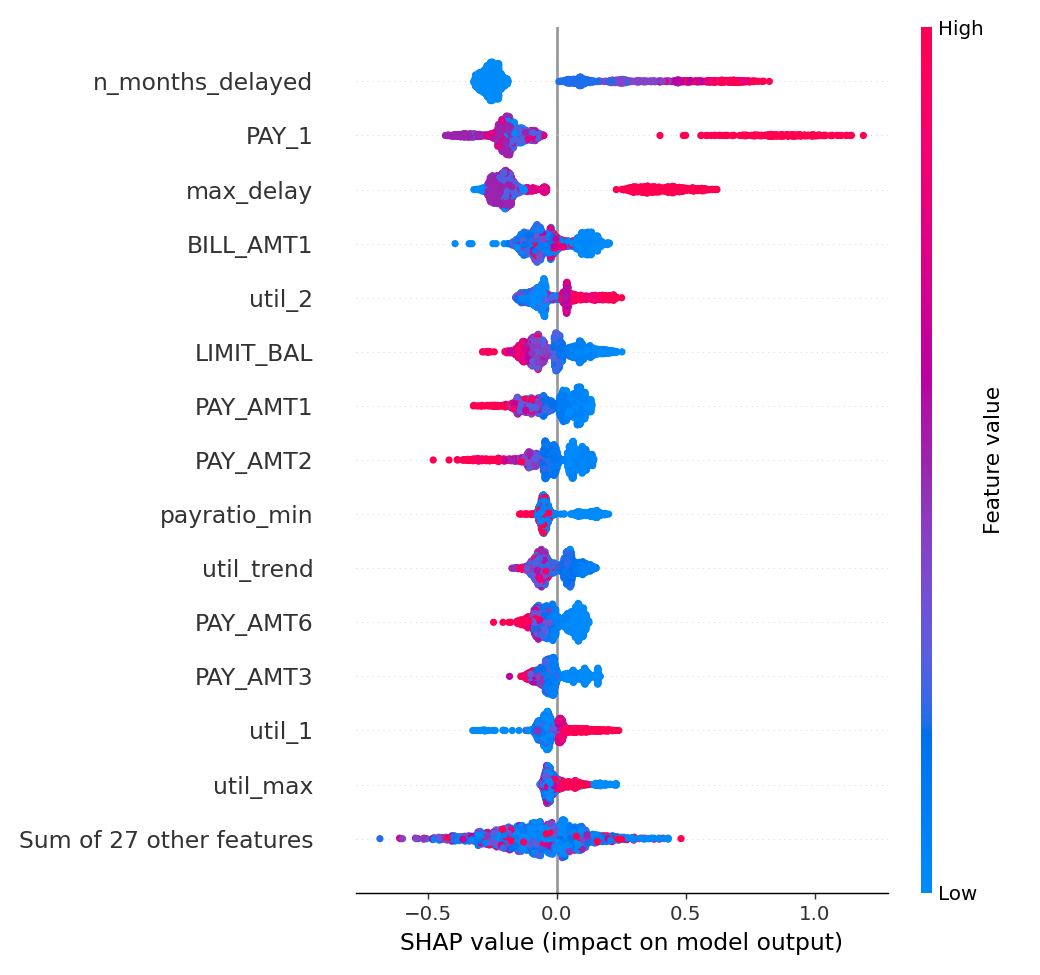 High
n_months_delayed
PAY_1
max_delay
BILL_AMT1
util_2
LIMIT_BAL
PAY_AMT1
PAY_AMT2
payratio_min
util_trend
PAY_AMT6
PAY_AMT3
util_1
util_max
Sum of 27 other features
Feature value
Low
−0.5 0.0 0.5 1.0
SHAP value (impact on model output)